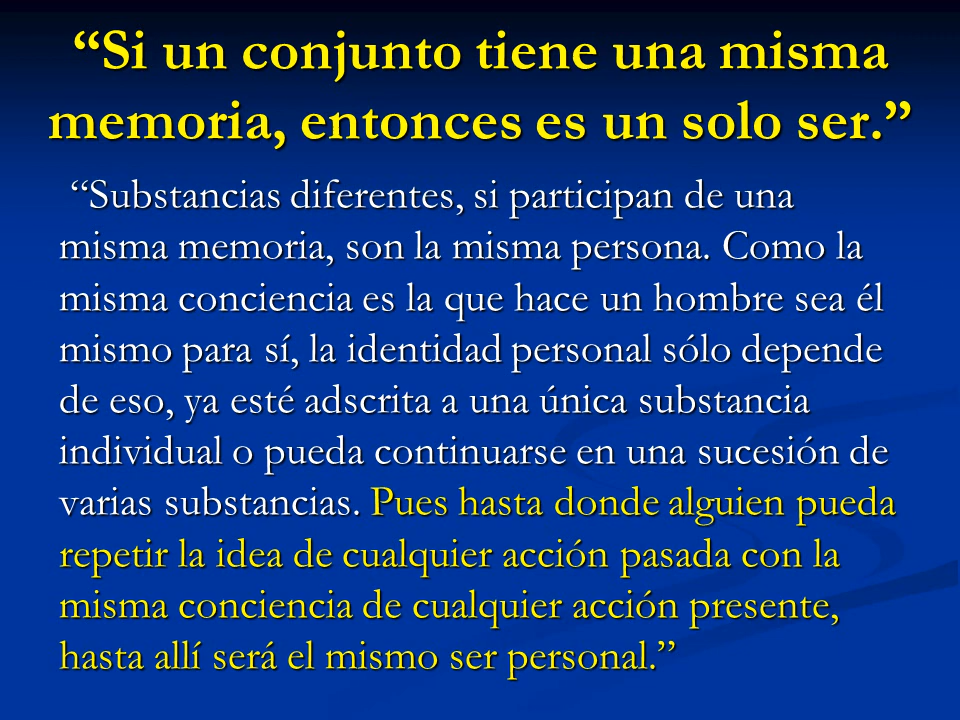 “Si un conjunto tiene una misma
memoria, entonces es un solo ser.”
“Substancias diferentes, si participan de una
misma memoria, son la misma persona. Como la
misma conciencia es la que hace un hombre sea él
mismo para sí, la identidad personal sólo depende
de eso, ya esté adscrita a una única substancia
individual o pueda continuarse en una sucesión de
varias substancias. Pues hasta donde alguien pueda
repetir la idea de cualquier acción pasada con la
misma conciencia de cualquier acción presente,
hasta allí será el mismo ser personal.”